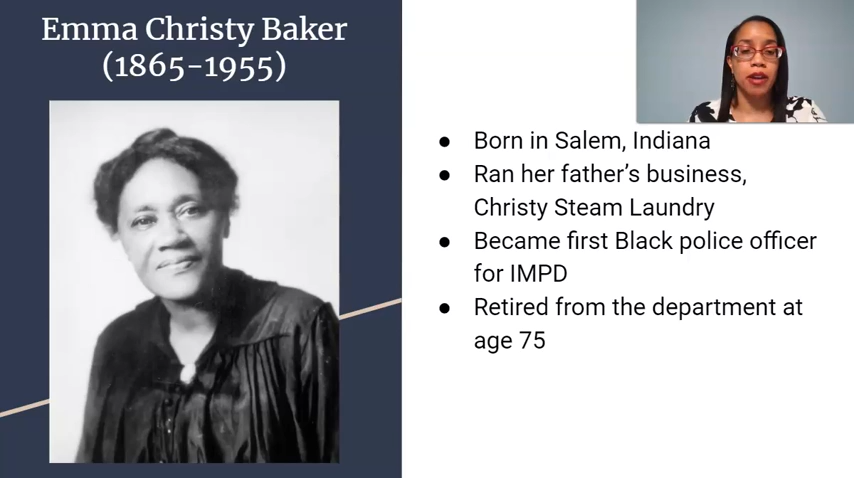 Emma Christy Baker
(1865-1955)
● Born in Salem, Indiana
● Ran her father’s business,
Christy Steam Laundry
● Became first Black police officer
for IMPD
● Retired from the department at
age 75